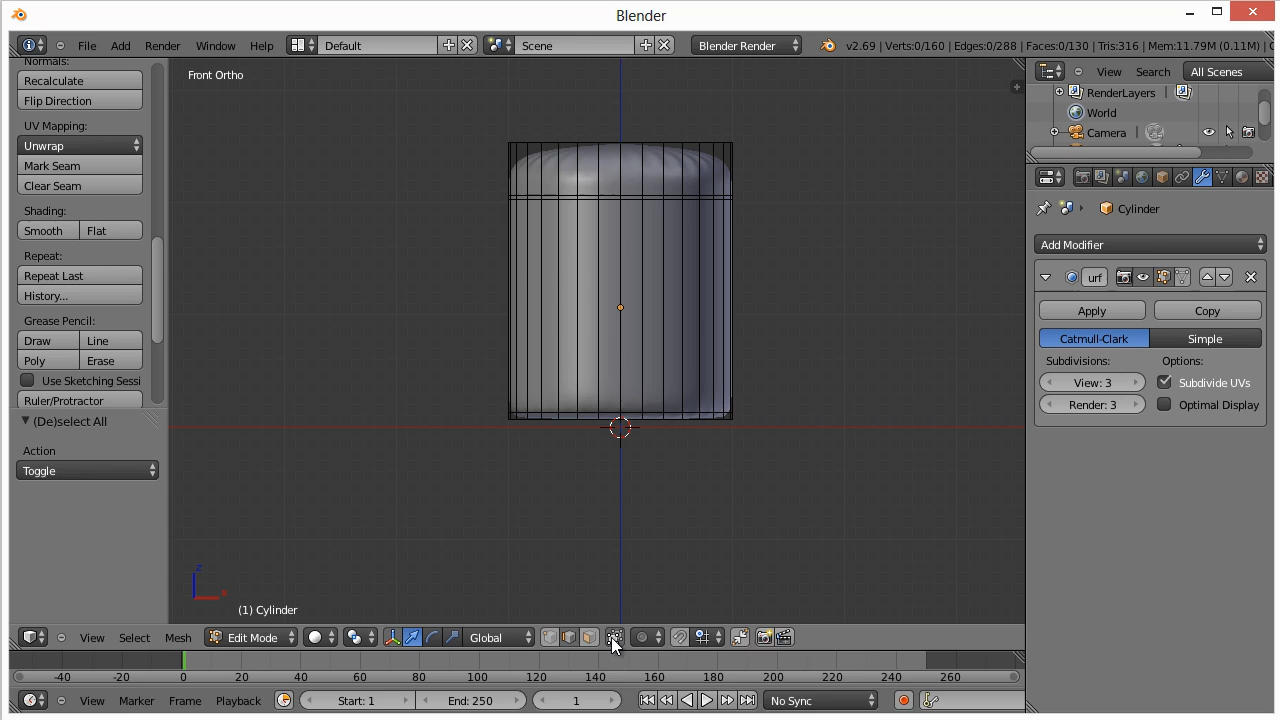 Blender
File Add Render Window Help Default Scene Blender Render v2.69 | Verts:0/160 | Edges:0/288 | Faces:0/130 | Tris:316 | Mem:11.79M (0.11M) |
Normals:
Recalculate
Flip Direction
UV Mapping:
Unwrap
Mark Seam
Clear Seam
Shading:
Smooth Flat
Repeat:
Repeat Last
History...
Grease Pencil:
Draw Line
Poly Erase
Use Sketching Sessi
Ruler/Protractor
(De)select All
Action
Toggle
Front Ortho
z
x
(1) Cylinder
View Search All Scenes
RenderLayers |
World
Camera |
Cylinder
Add Modifier
urf
Apply Copy
Catmull-Clark Simple
Subdivisions: Options:
View: 3 Subdivide UVs
Render: 3 Optimal Display
View Select Mesh Edit Mode Global
-40 -20 0 20 40 60 80 100 120 140 160 180 200 220 240 260
View Marker Frame Playback Start: 1 End: 250 1 No Sync